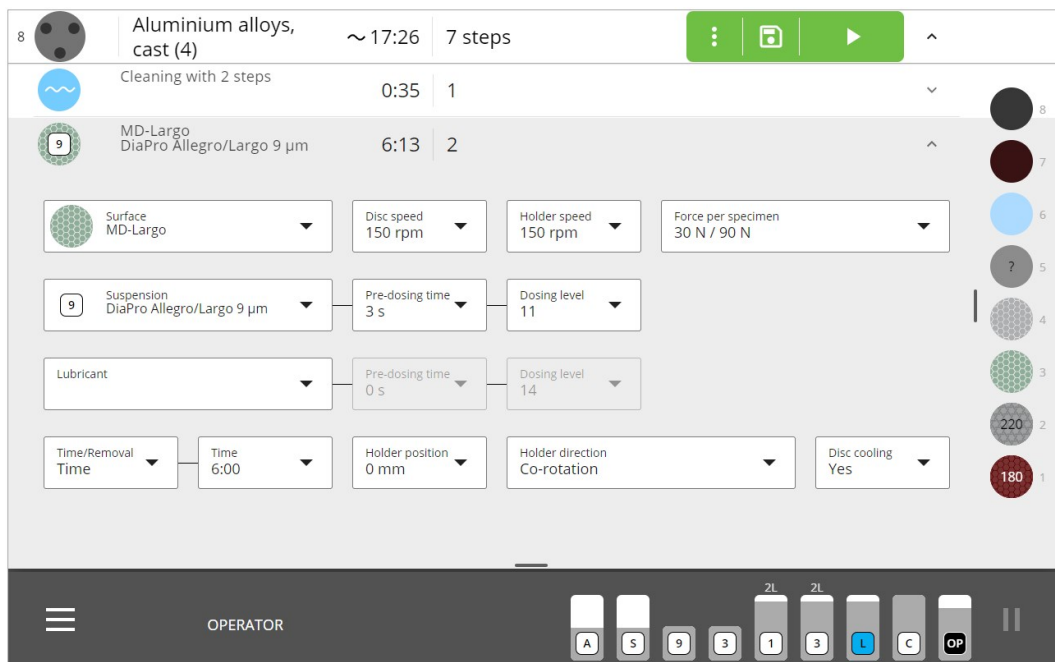 8
Aluminium alloys,
cast (4)
~ 17:26
7 steps
Cleaning with 2 steps
0:35
1
9
MD-Largo
DiaPro Allegro/Largo 9 µm
6:13
2
Surface
MD-Largo
Disc speed
150 rpm
Holder speed
150 rpm
Force per specimen
30 N / 90 N
9
Suspension
DiaPro Allegro/Largo 9 µm
Pre-dosing time
3 s
Dosing level
11
Lubricant
Pre-dosing time
0 s
Dosing level
14
Time/Removal
Time
Time
6:00
Holder position
0 mm
Holder direction
Co-rotation
Disc cooling
Yes
8
7
6
? 5
4
3
220 2
180 1
OPERATOR
2L 2L
A S 9 3 1 3 L C OP